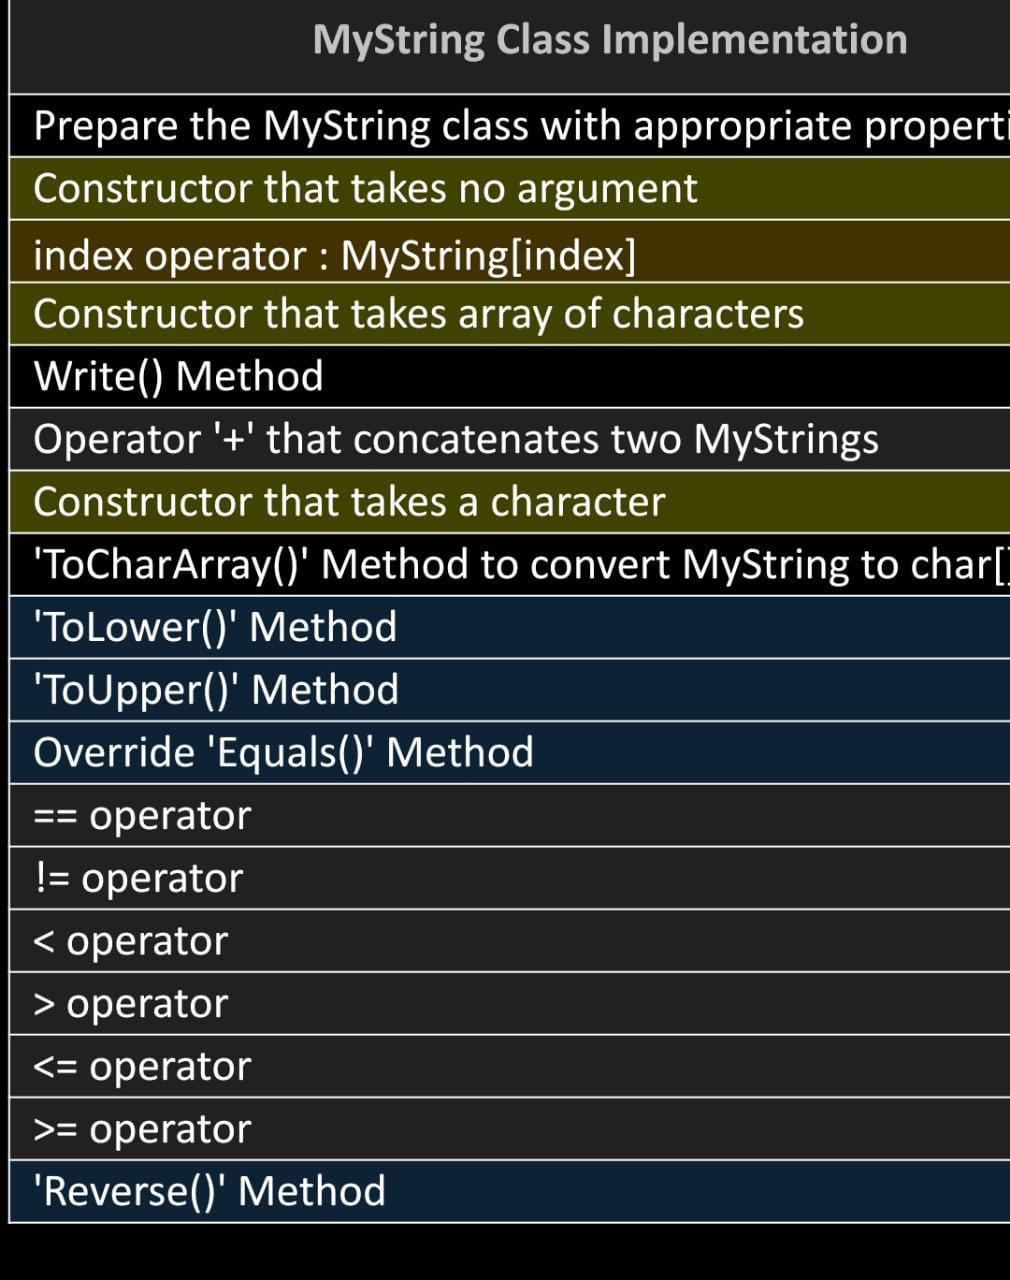 MyString Class Implementation
Prepare the MyString class with appropriate properti
Constructor that takes no argument
index operator : MyString[index]
Constructor that takes array of characters
Write() Method
Operator '+' that concatenates two MyStrings
Constructor that takes a character
'ToCharArray()' Method to convert MyString to char[]
'ToLower()' Method
'ToUpper()' Method
Override 'Equals()' Method
== operator
!= operator
< operator
> operator
<= operator
>= operator
'Reverse()' Method